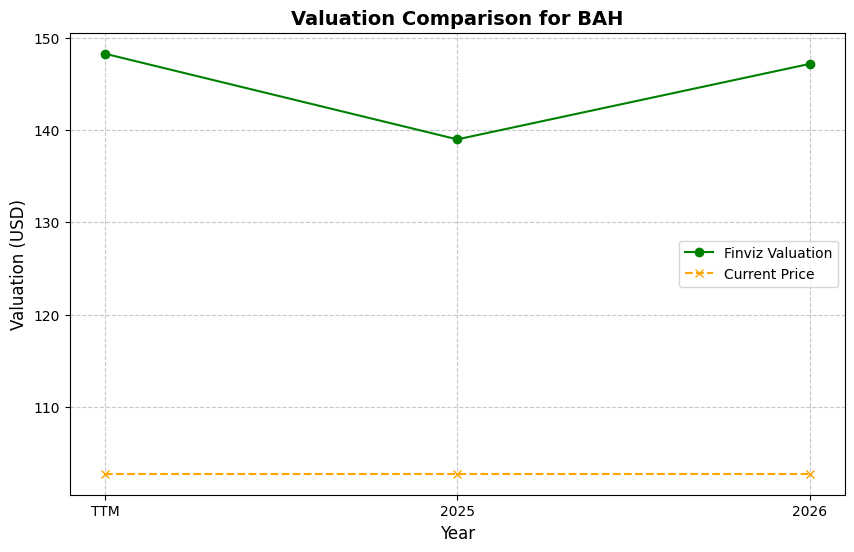 Valuation Comparison for BAH
150
140
130
120
110
Valuation (USD)
Finviz Valuation
Current Price
TTM
2025
2026
Year